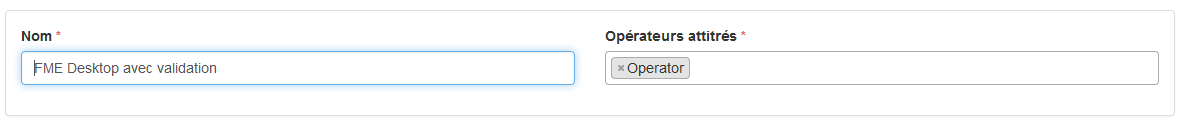 Nom *
Opérateurs attitrés *
FME Desktop avec validation
× Operator